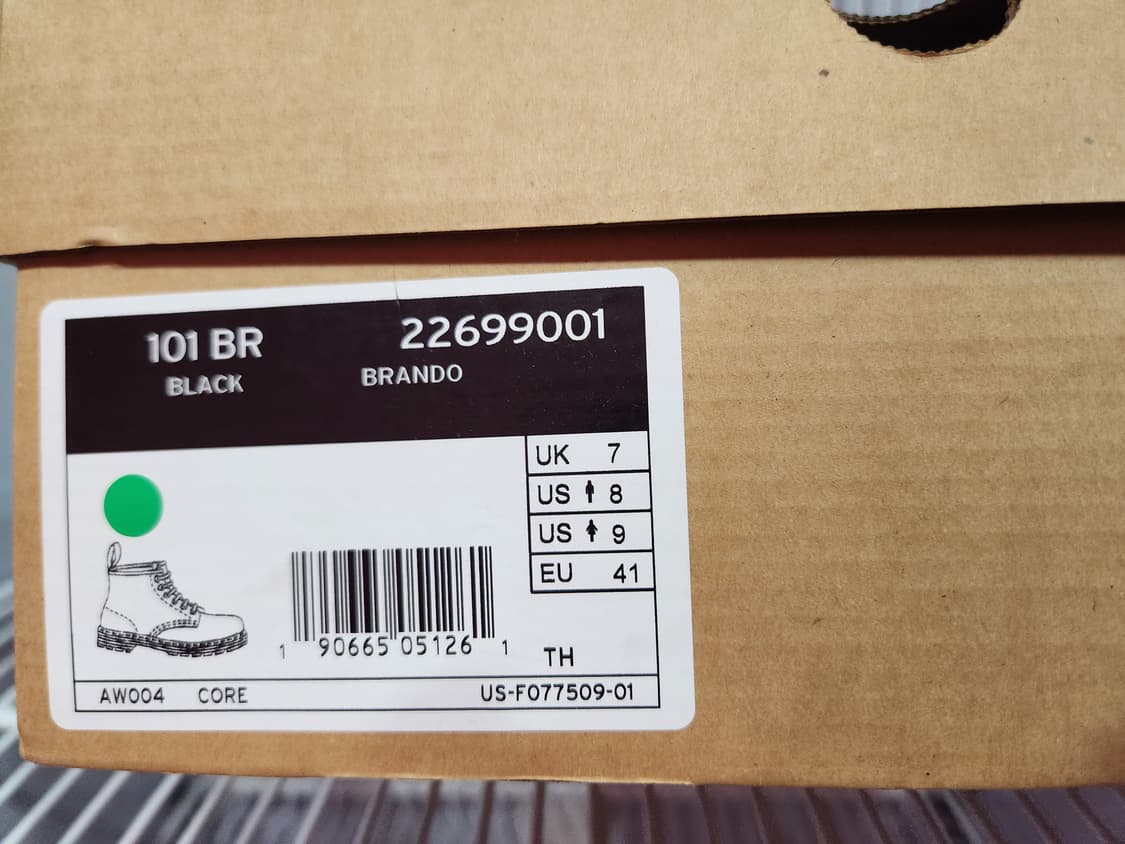 101 BR 22699001
BLACK BRANDO
UK 7
US 8
US 9
EU 41
1 90665 05126 1
TH
AW004 CORE US-F077509-01